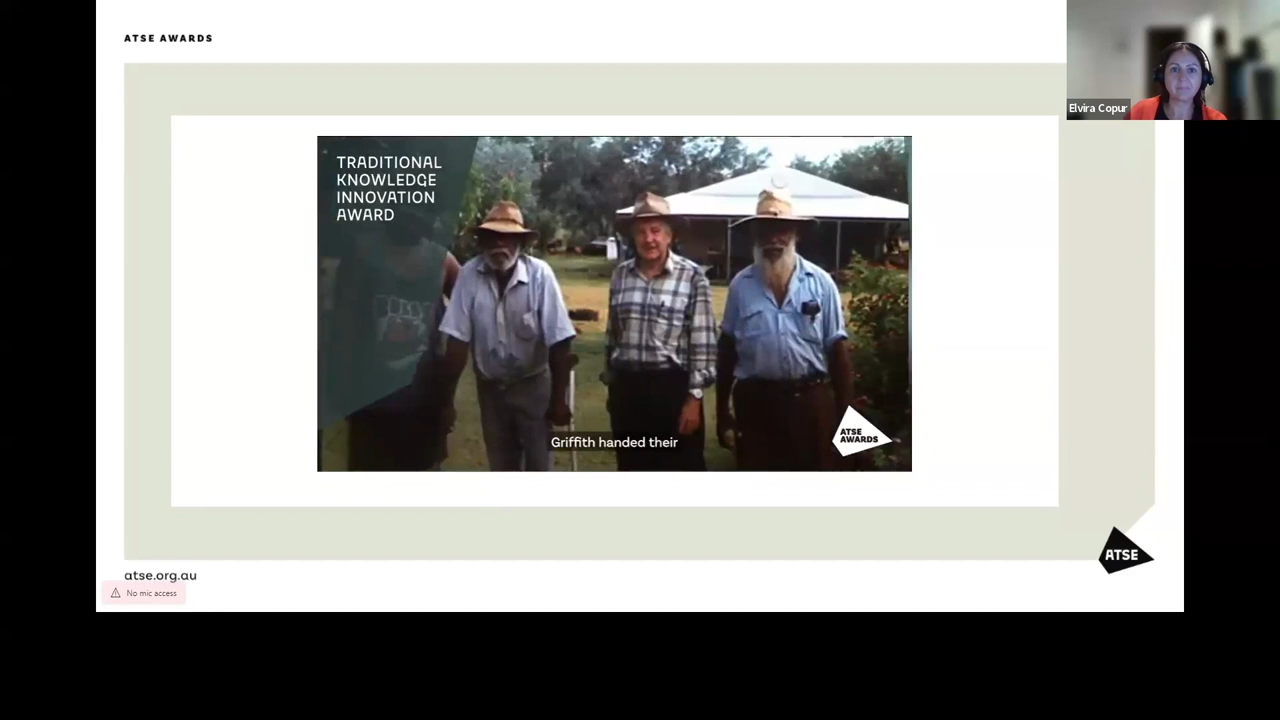 ATSE AWARDS
Elvira Copur
TRADITIONAL
KNOWLEDGE
INNOVATION
AWARD
Griffith handed their
ATSE
AWARDS
ATSE
atse.org.au
No mic access